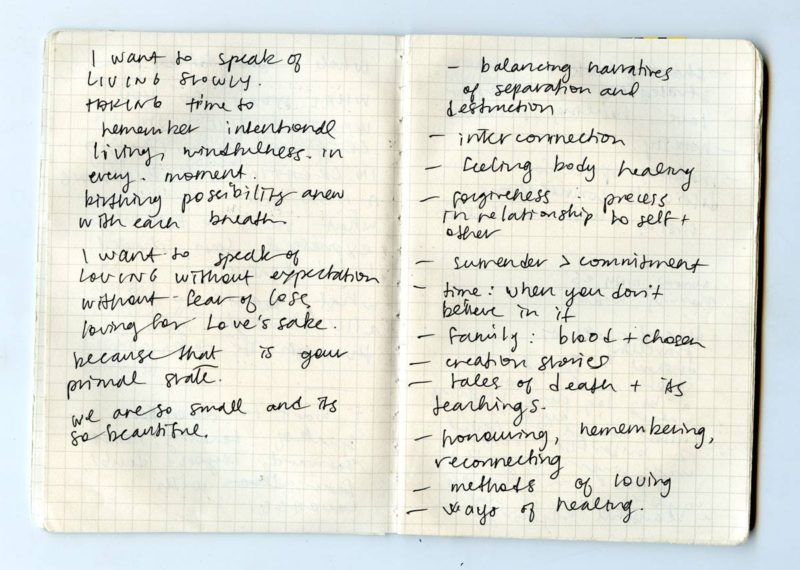 I want to speak of
LIVING slowly.
TAKING time to
remember intentional
living, mindfulness. in
every. moment.
birthing possibility anew
with each breath.
I want to speak of
LOVING without expectation
without fear of loss
loving for Love's sake.
because that is your
primal state.
we are so small and its
so beautiful.
- balancing narratives
of separation and
destruction
- interconnection
- feeling body healing
- forgiveness : process
in relationship to self +
other
- surrender > commitment
- time: when you don't
believe in it
- family: blood + chosen
- creation stories
- tales of death + its
teachings.
- honouring, remembering,
reconnecting
- methods of loving
- ways of healing.